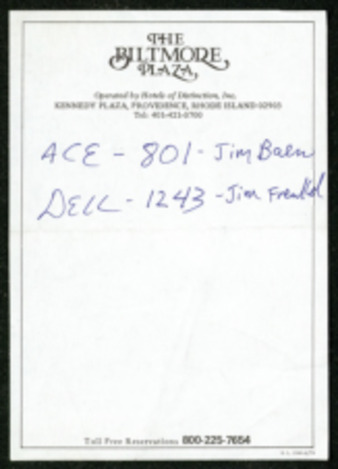 THE
BILTMORE
PLAZA
Operated by Hotels of Distinction, Inc.
KENNEDY PLAZA, PROVIDENCE, RHODE ISLAND 02903
Tel: 401-421-0700
ACE - 801 - Jim Baen
DELL - 1243 - Jim Frenkel
Toll Free Reservations 800-225-7654